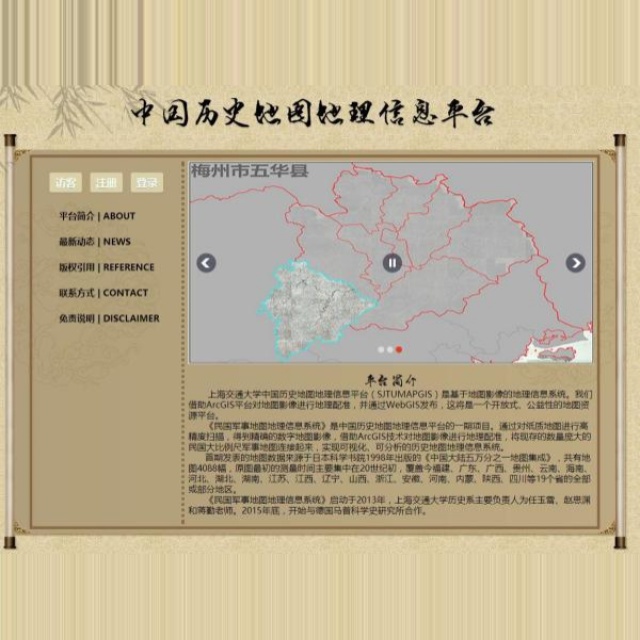 中国历史地图地理信息平台
访客 注册 登录
平台简介 | ABOUT
最新动态 | NEWS
版权引用 | REFERENCE
联系方式 | CONTACT
免责说明 | DISCLAIMER
梅州市五华县
平台简介
上海交通大学中国历史地图地理信息平台（SJTUMAPGIS）是基于地图影像的地理信息系统。我们
借助ArcGIS平台对地图影像进行地理配准，并通过WebGIS发布，这将是一个开放式、公益性的地图资
源平台。
《民国军事地图地理信息系统》是中国历史地图地理信息平台的一期项目。通过对纸质地图进行高
精度扫描，得到精确的数字地图影像，借助ArcGIS技术对地图影像进行地理配准，将现存的数量庞大的
民国大比例尺军事地图连接起来，实现可视化、可分析的历史地图地理信息系统。
首期发表的地图数据来源于日本科学书院1998年出版的《中国大陆五万分之一地图集成》，共有地
图4088幅，原图最初的测量时间主要集中在20世纪初，覆盖今福建、广东、广西、贵州、云南、海南、
河北、湖北、湖南、江苏、江西、辽宁、山西、浙江、安徽、河南、内蒙、陕西、四川等19个省的全部
或部分地区。
《民国军事地图地理信息系统》启动于2013年，上海交通大学历史系主要负责人为任玉雪、赵思渊
和蒋勤老师。2015年底，开始与德国马普科学史研究所合作。